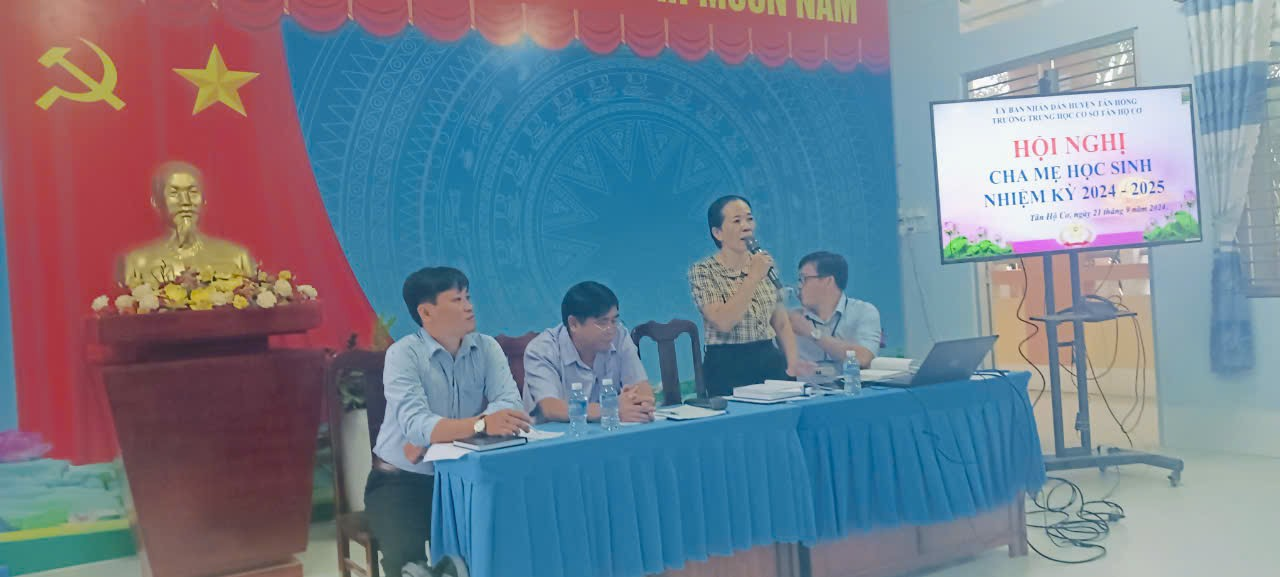 MUÔN NĂM
ỦY BAN NHÂN DÂN HUYỆN TÂN HỒNG
TRƯỜNG TRUNG HỌC CƠ SỞ TÂN HỘ CƠ
HỘI NGHỊ
CHA MẸ HỌC SINH
NHIỆM KỲ 2024 - 2025
Tân Hộ Cơ, ngày 21 tháng 9 năm 2024